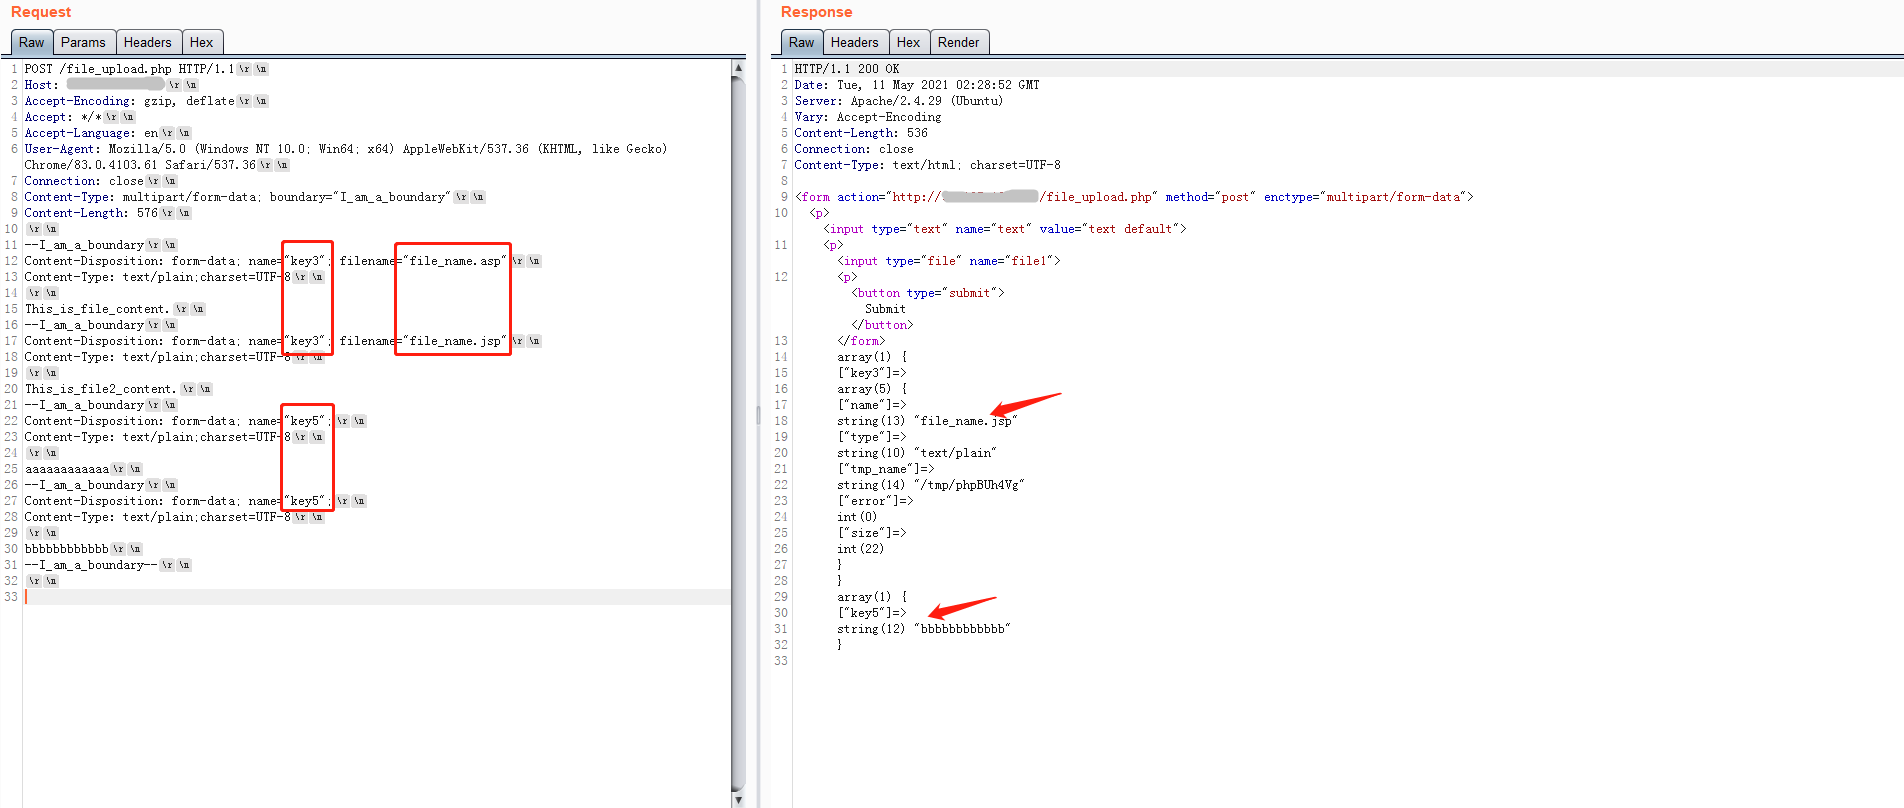 Request
Raw Params Headers Hex
1 POST /file_upload.php HTTP/1.1\r \n
2 Host: \r \n
3 Accept-Encoding: gzip, deflate\r \n
4 Accept: */*\r \n
5 Accept-Language: en\r \n
6 User-Agent: Mozilla/5.0 (Windows NT 10.0; Win64; x64) AppleWebKit/537.36 (KHTML, like Gecko)
Chrome/83.0.4103.61 Safari/537.36\r \n
7 Connection: close\r \n
8 Content-Type: multipart/form-data; boundary="I_am_a_boundary"\r \n
9 Content-Length: 576\r \n
10 \r \n
11 --I_am_a_boundary\r \n
12 Content-Disposition: form-data; name="key3"; filename="file_name.asp"\r \n
13 Content-Type: text/plain;charset=UTF-8\r \n
14 \r \n
15 This_is_file_content.\r \n
16 --I_am_a_boundary\r \n
17 Content-Disposition: form-data; name="key3"; filename="file_name.jsp"\r \n
18 Content-Type: text/plain;charset=UTF-8\r \n
19 \r \n
20 This_is_file2_content.\r \n
21 --I_am_a_boundary\r \n
22 Content-Disposition: form-data; name="key5";\r \n
23 Content-Type: text/plain;charset=UTF-8\r \n
24 \r \n
25 aaaaaaaaaaaa\r \n
26 --I_am_a_boundary\r \n
27 Content-Disposition: form-data; name="key5";\r \n
28 Content-Type: text/plain;charset=UTF-8\r \n
29 \r \n
30 bbbbbbbbbbbb\r \n
31 --I_am_a_boundary--\r \n
32 \r \n
33
Response
Raw Headers Hex Render
1 HTTP/1.1 200 OK
2 Date: Tue, 11 May 2021 02:28:52 GMT
3 Server: Apache/2.4.29 (Ubuntu)
4 Vary: Accept-Encoding
5 Content-Length: 536
6 Connection: close
7 Content-Type: text/html; charset=UTF-8
8
9 <form action="http:// /file_upload.php" method="post" enctype="multipart/form-data">
10 <p>
<input type="text" name="text" value="text default">
11 <p>
<input type="file" name="file1">
12 <p>
<button type="submit">
Submit
</button>
13 </form>
14 array(1) {
15 ["key3"]=>
16 array(5) {
17 ["name"]=>
18 string(13) "file_name.jsp"
19 ["type"]=>
20 string(10) "text/plain"
21 ["tmp_name"]=>
22 string(14) "/tmp/phpBUh4Vg"
23 ["error"]=>
24 int(0)
25 ["size"]=>
26 int(22)
27 }
28 }
29 array(1) {
30 ["key5"]=>
31 string(12) "bbbbbbbbbbbb"
32 }
33